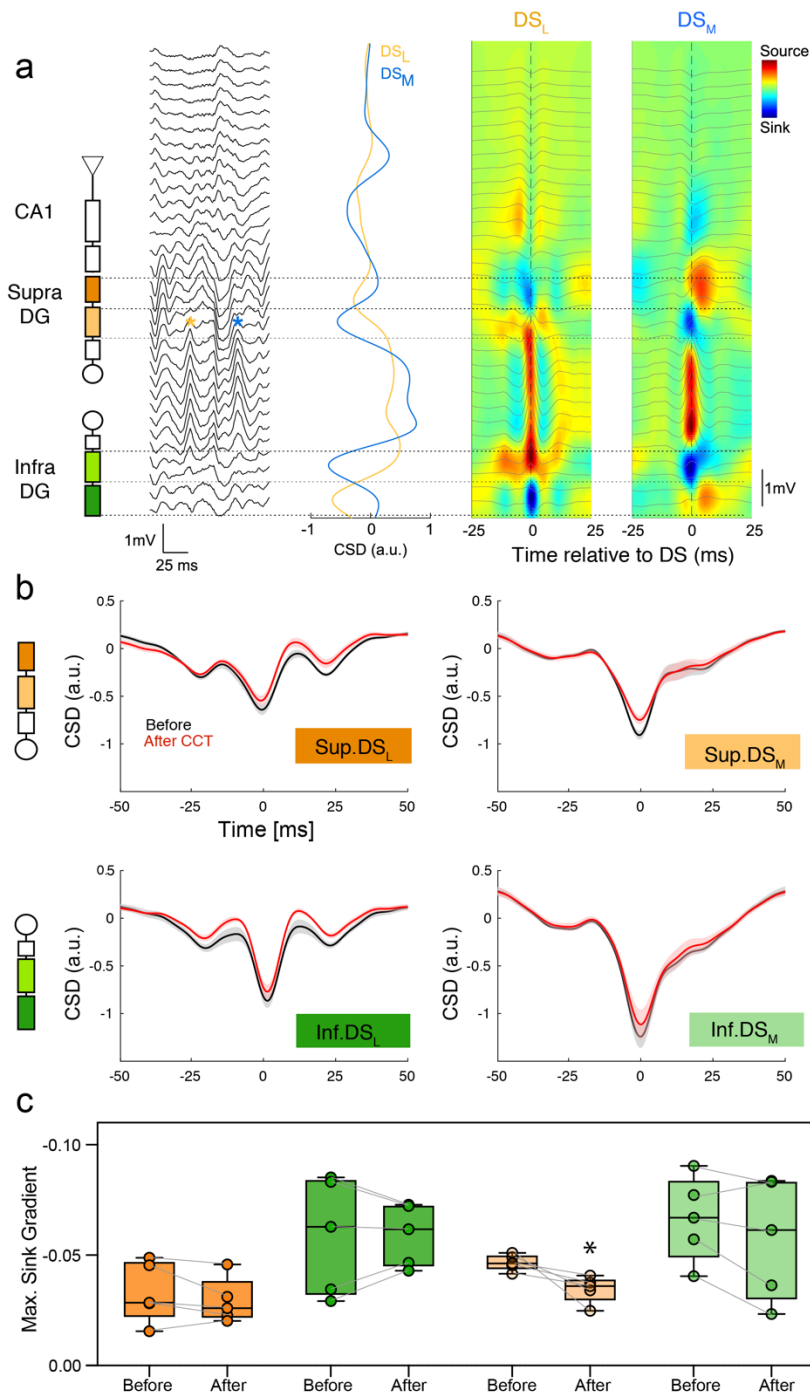 a
DS_L
DS_M
DS_L
DS_M
Source
Sink
CA1
Supra
DG
Infra
DG
*
*
1mV
25 ms
-1
0
1
CSD (a.u.)
-25
0
25
-25
0
25
Time relative to DS (ms)
1mV
b
0.5
0
-0.5
-1
CSD (a.u.)
Before
After CCT
Sup.DS_L
-50
-25
0
25
50
Time [ms]
0.5
0
-0.5
-1
CSD (a.u.)
Sup.DS_M
-50
-25
0
25
50
0.5
0
-0.5
-1
CSD (a.u.)
Inf.DS_L
-50
-25
0
25
50
0.5
0
-0.5
-1
CSD (a.u.)
Inf.DS_M
-50
-25
0
25
50
c
Max. Sink Gradient
-0.10
-0.05
0.00
*
Before
After
Before
After
Before
After
Before
After